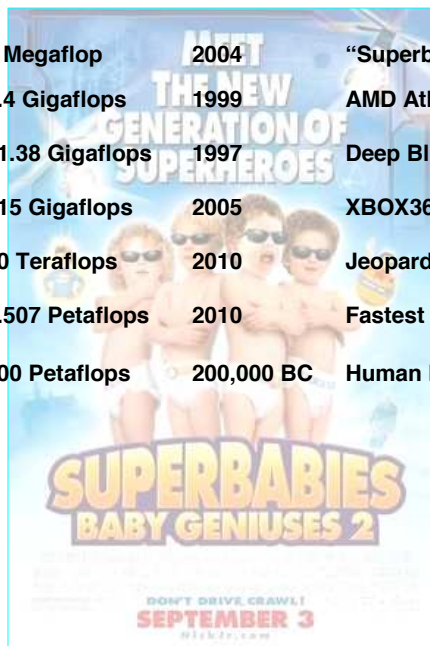 Megaflop 2004 “Superb
.4 Gigaflops 1999 AMD Atl
1.38 Gigaflops 1997 Deep Bl
15 Gigaflops 2005 XBOX36
0 Teraflops 2010 Jeopard
.507 Petaflops 2010 Fastest
00 Petaflops 200,000 BC Human
MEET
THE NEW
GENERATION OF
SUPERHEROES
SUPERBABIES
BABY GENIUSES 2
DON'T DRIVE, CRAWL!
SEPTEMBER 3